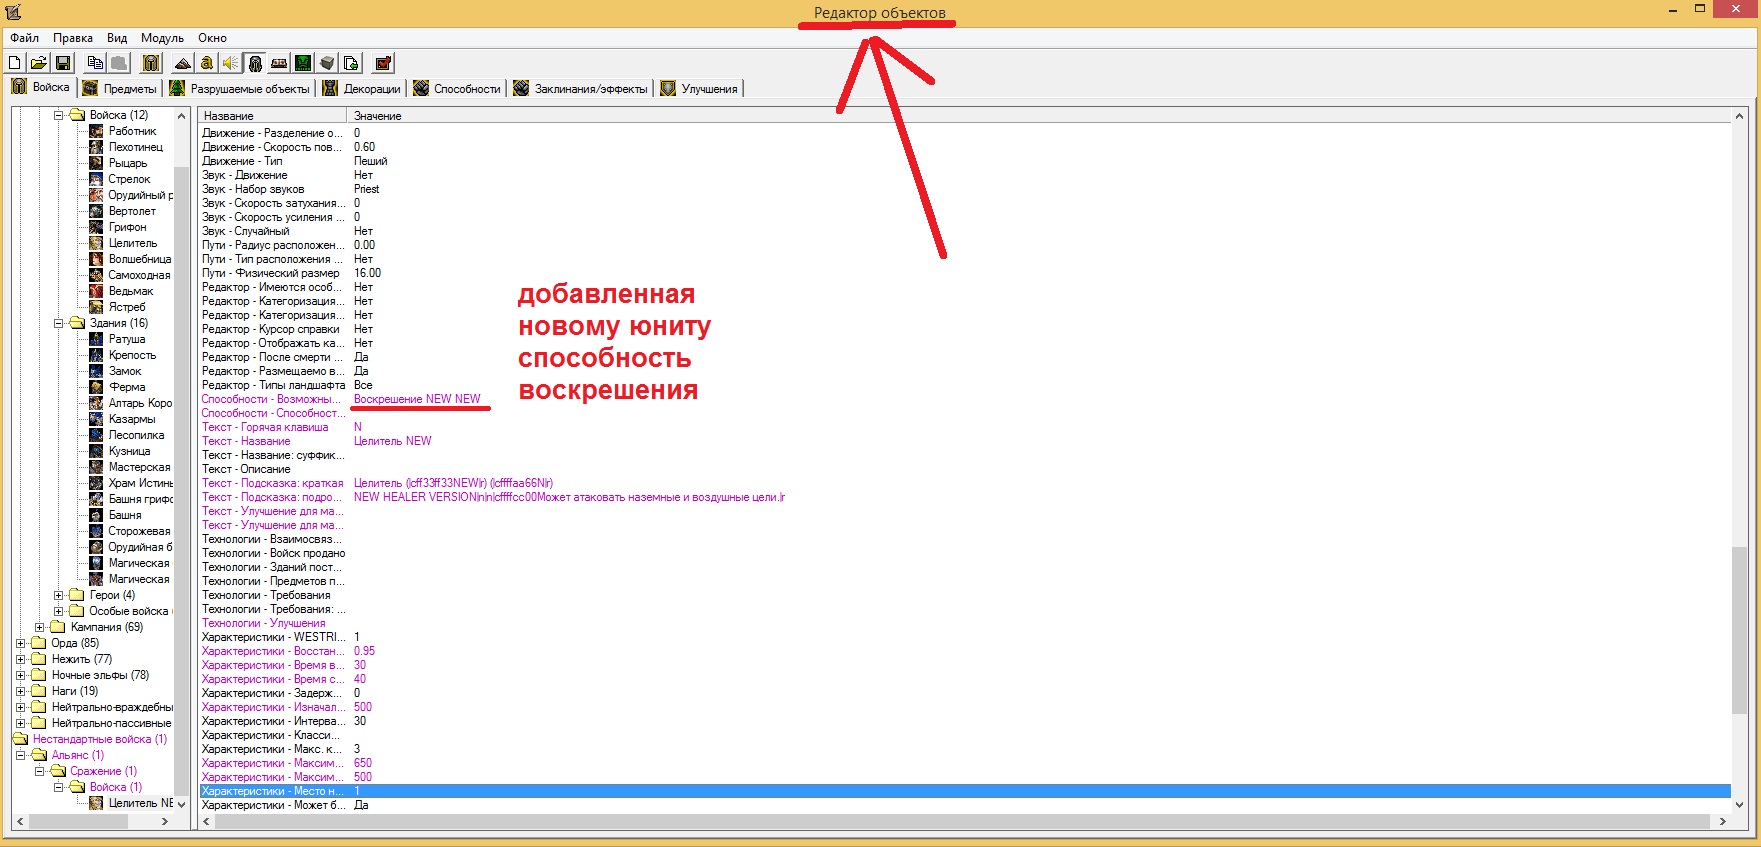 Редактор объектов
Файл Правка Вид Модуль Окно
Войска Предметы Разрушаемые объекты Декорации Способности Заклинания/эффекты Улучшения
Войска (12)
Работник
Пехотинец
Рыцарь
Стрелок
Орудийный р
Вертолет
Грифон
Целитель
Волшебница
Самоходная
Ведьмак
Ястреб
Здания (16)
Ратуша
Крепость
Замок
Ферма
Алтарь Коро
Казармы
Лесопилка
Кузница
Мастерская
Храм Истинь
Башня грифо
Башня
Сторожевая
Орудийная б
Магическая
Магическая
Герои (4)
Особые войска
Кампания (69)
Орда (85)
Нежить (77)
Ночные эльфы (78)
Наги (19)
Нейтрально-враждебны
Нейтрально-пассивные
Нестандартные войска (1)
Альянс (1)
Сражение (1)
Войска (1)
Целитель NE
Название Значение
Движение - Разделение о... 0
Движение - Скорость пов... 0.60
Движение - Тип Пеший
Звук - Движение Нет
Звук - Набор звуков Priest
Звук - Скорость затухания... 0
Звук - Скорость усиления ... 0
Звук - Случайный Нет
Пути - Радиус расположен... 0.00
Пути - Тип расположения ... Нет
Пути - Физический размер 16.00
Редактор - Имеются особ... Нет
Редактор - Категоризация... Нет
Редактор - Категоризация... Нет
Редактор - Курсор справки Нет
Редактор - Отображать ка... Нет
Редактор - После смерти ... Да
Редактор - Размещаемо в... Да
Редактор - Типы ландшафта Все
Способности - Возможны... Воскрешение NEW NEW
Способности - Способност...
Текст - Горячая клавиша N
Текст - Название Целитель NEW
Текст - Название: суффик...
Текст - Описание
Текст - Подсказка: краткая Целитель (|cff33ff33NEW|r) (|cffffaa66N|r)
Текст - Подсказка: подро... NEW HEALER VERSION|n|n|cffffcc00Может атаковать наземные и воздушные цели.|r
Текст - Улучшение для ма...
Текст - Улучшение для ма...
Технологии - Взаимосвяз...
Технологии - Войск продано
Технологии - Зданий пост...
Технологии - Предметов п...
Технологии - Требования
Технологии - Требования: ...
Технологии - Улучшения
Характеристики - WESTRI... 1
Характеристики - Восстан... 0.95
Характеристики - Время в... 30
Характеристики - Время с... 40
Характеристики - Задерж... 0
Характеристики - Изначал... 500
Характеристики - Интерва... 30
Характеристики - Класси...
Характеристики - Макс. к... 3
Характеристики - Максим... 650
Характеристики - Максим... 500
Характеристики - Место н... 1
Характеристики - Может б... Да
добавленная
новому юниту
способность
воскрешения